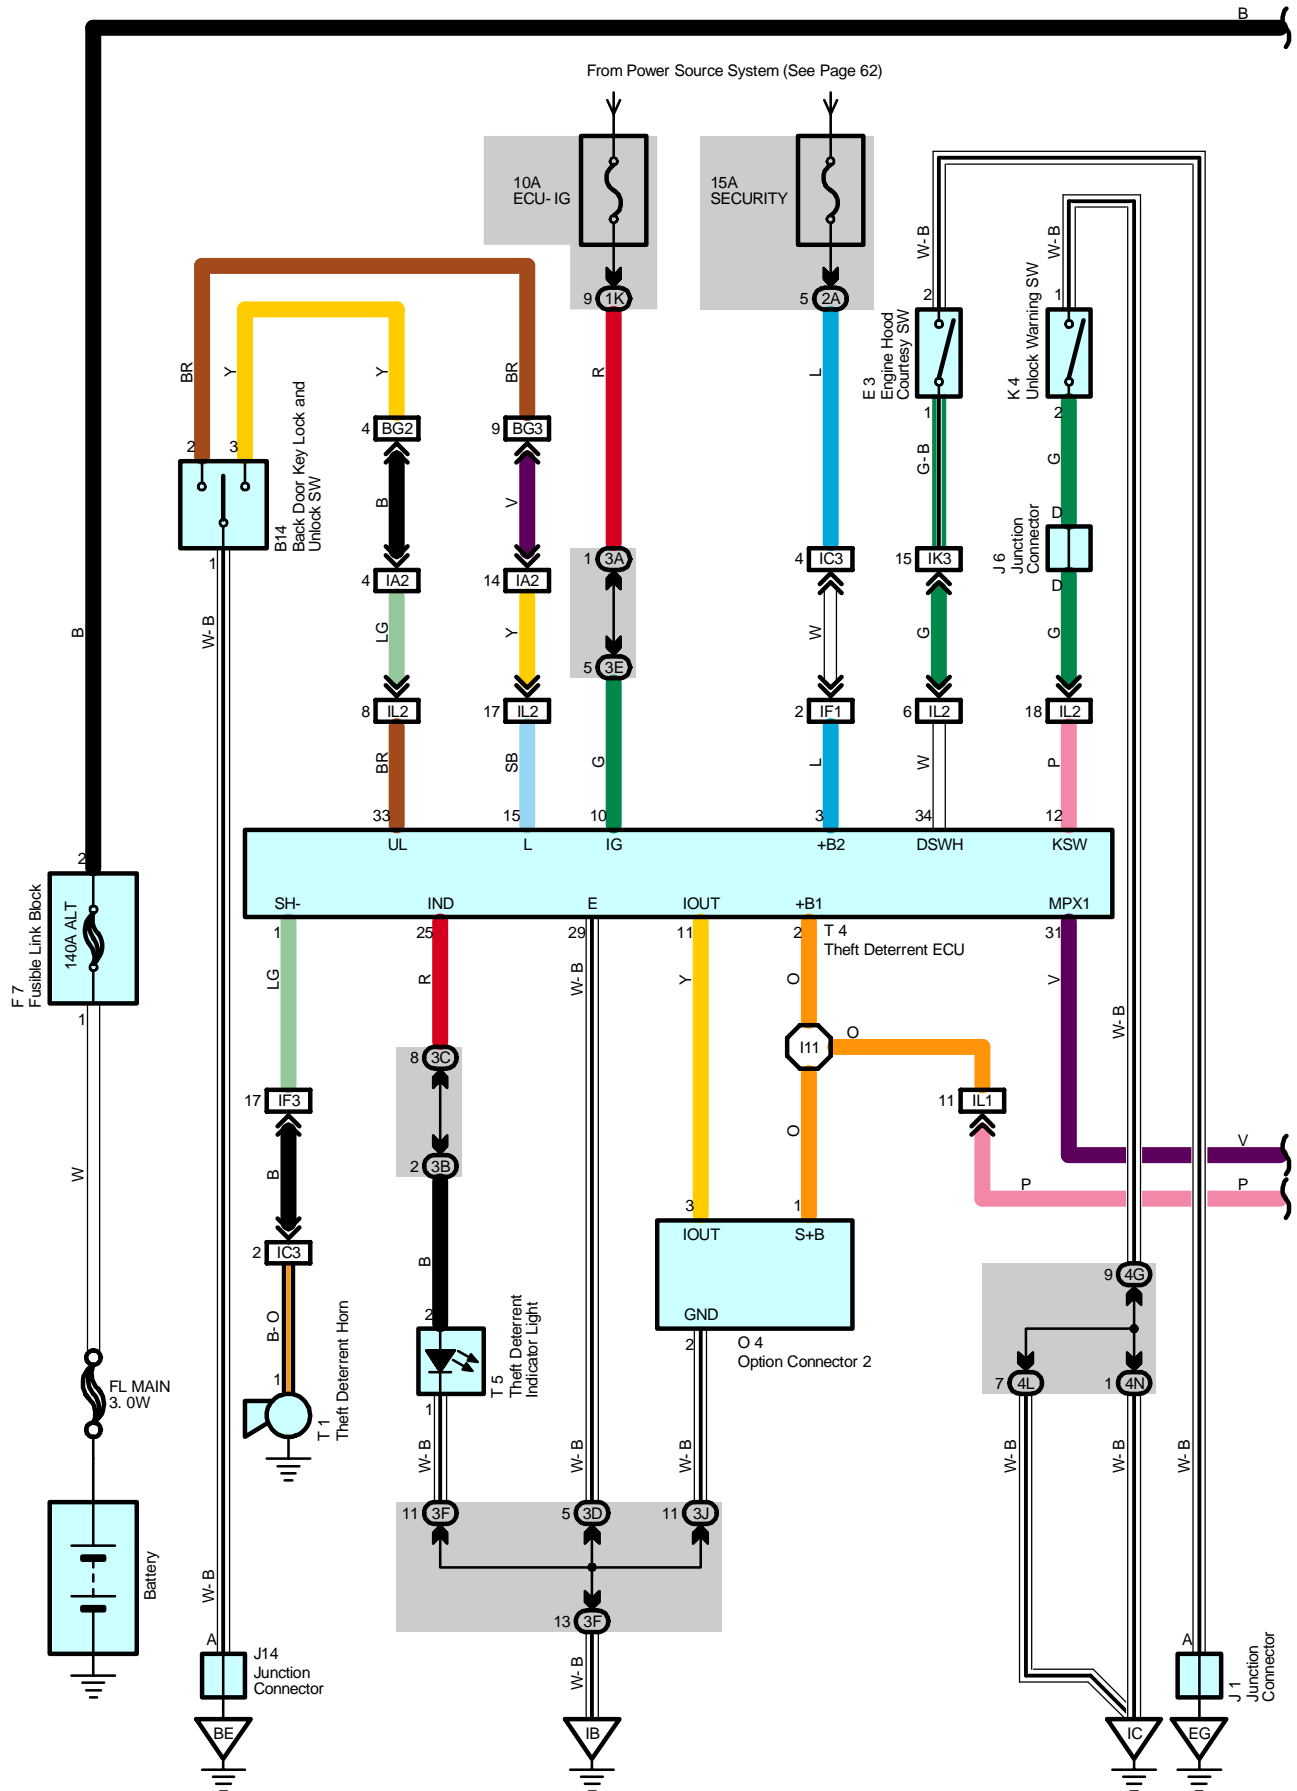 B
From Power Source System (See Page 62)
10A
ECU- IG
15A
SECURITY
9 1K
5 2A
W- B
W- B
2
1
E 3
Engine Hood
Courtesy SW
K 4
Unlock Warning SW
1
2
BR
Y
Y
BR
R
L
G- B
G
4 BG2
9 BG3
2
3
B14
Back Door Key Lock and
Unlock SW
1
B
V
D
J 6
Junction
Connector
D
1 3A
4 IC3
15 IK3
4 IA2
14 IA2
B
W- B
LG
Y
W
G
G
5 3E
8 IL2
17 IL2
2 IF1
6 IL2
18 IL2
BR
SB
G
L
W
P
33
15
10
3
34
12
UL
L
IG
+B2
DSWH
KSW
SH-
IND
E
IOUT
+B1
MPX1
1
25
29
11
2
31
T 4
Theft Deterrent ECU
2
140A ALT
F 7
Fusible Link Block
1
LG
R
W- B
Y
O
V
W- B
I11
O
8 3C
17 IF3
11 IL1
O
B
W
2 3B
V
P
P
3
1
IOUT
S+B
GND
2 IC3
B
9 4G
2
2
O 4
Option Connector 2
B- O
T 5
Theft Deterrent
Indicator Light
1
T 1
Theft Deterrent Horn
1
7 4L
1 4N
FL MAIN
3. 0W
W- B
W- B
W- B
W- B
W- B
W- B
11 3F
5 3D
11 3J
Battery
W- B
13 3F
A
J14
Junction
Connector
W- B
A
J 1
Junction
Connector
BE
IB
IC
EG